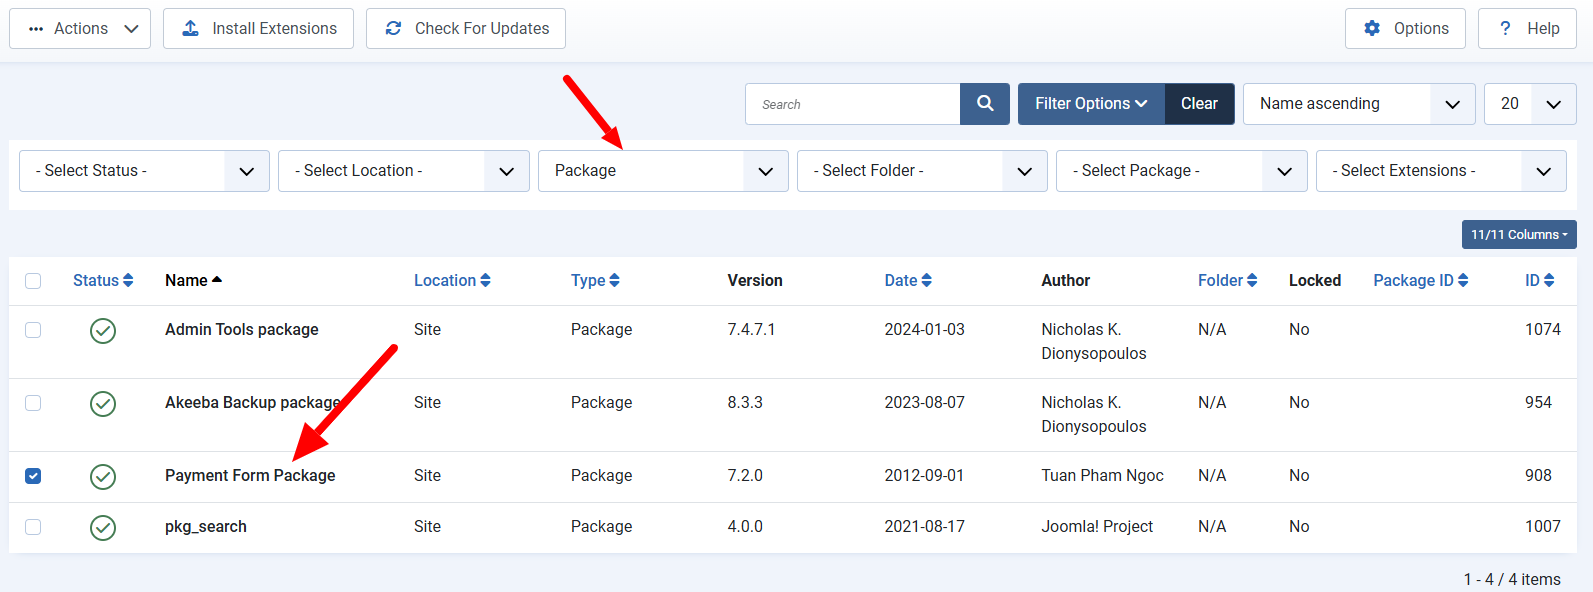 Actions Install Extensions Check For Updates Options ? Help
Search Filter Options Clear Name ascending 20
- Select Status - - Select Location - Package - Select Folder - - Select Package - - Select Extensions -
11/11 Columns
Status Name Location Type Version Date Author Folder Locked Package ID ID
Admin Tools package Site Package 7.4.7.1 2024-01-03 Nicholas K. N/A No 1074
Dionysopoulos
Akeeba Backup package Site Package 8.3.3 2023-08-07 Nicholas K. N/A No 954
Dionysopoulos
Payment Form Package Site Package 7.2.0 2012-09-01 Tuan Pham Ngoc N/A No 908
pkg_search Site Package 4.0.0 2021-08-17 Joomla! Project N/A No 1007
1 - 4 / 4 items